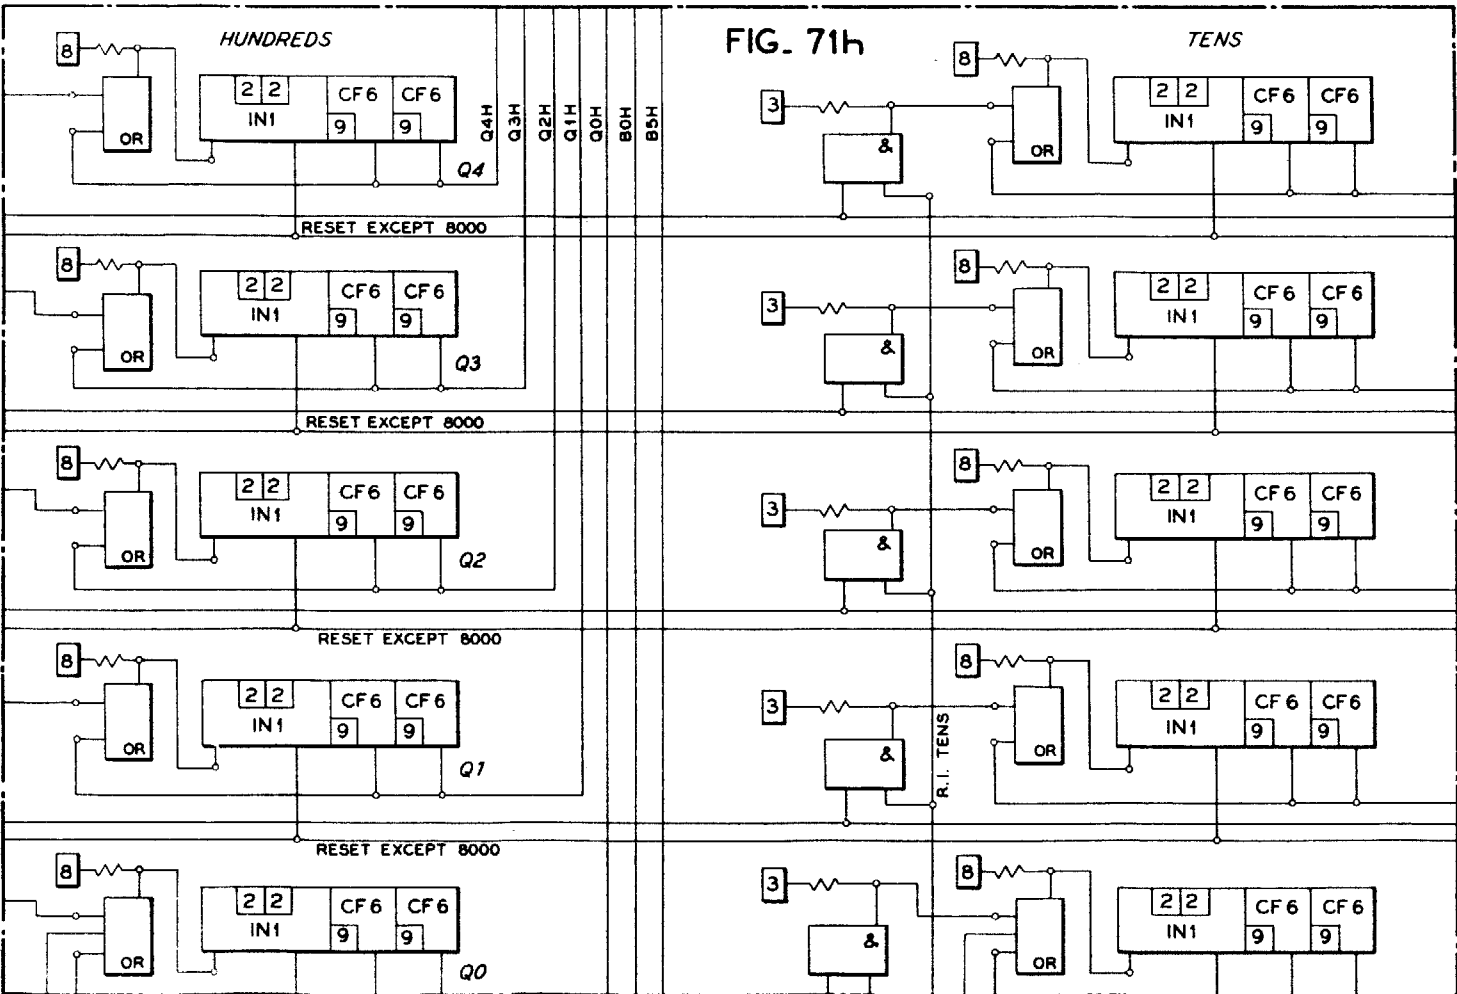 HUNDREDS
FIG. 71h
TENS
8
2 2
IN1
CF6
9
CF6
9
OR
Q4
Q4H
Q3H
Q2H
Q1H
Q0H
B0H
B5H
3
&
8
OR
2 2
IN1
CF6
9
CF6
9
RESET EXCEPT 8000
8
OR
2 2
IN1
CF6
9
CF6
9
Q3
3
&
8
OR
2 2
IN1
CF6
9
CF6
9
RESET EXCEPT 8000
8
OR
2 2
IN1
CF6
9
CF6
9
Q2
3
&
8
OR
2 2
IN1
CF6
9
CF6
9
RESET EXCEPT 8000
8
OR
2 2
IN1
CF6
9
CF6
9
Q1
3
&
R.I. TENS
8
OR
2 2
IN1
CF6
9
CF6
9
RESET EXCEPT 8000
8
OR
2 2
IN1
CF6
9
CF6
9
Q0
3
&
8
OR
2 2
IN1
CF6
9
CF6
9